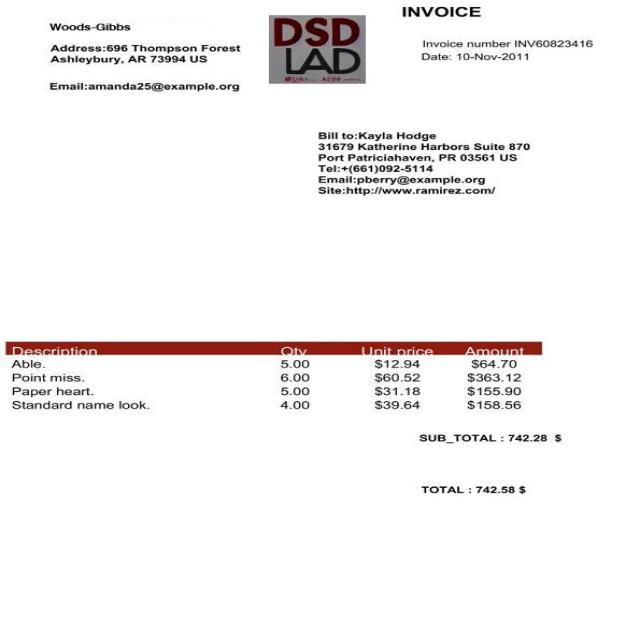 INVOICE
Woods-Gibbs
Address:696 Thompson Forest
Ashleybury, AR 73994 US
Email:amanda25@example.org
DSD
LAD
Invoice number INV60823416
Date: 10-Nov-2011
Bill to:Kayla Hodge
31679 Katherine Harbors Suite 870
Port Patriciahaven, PR 03561 US
Tel:+(661)092-5114
Email:pberry@example.org
Site:http://www.ramirez.com/
Description Qty Unit price Amount
Able. 5.00 $12.94 $64.70
Point miss. 6.00 $60.52 $363.12
Paper heart. 5.00 $31.18 $155.90
Standard name look. 4.00 $39.64 $158.56
SUB_TOTAL : 742.28 $
TOTAL : 742.58 $